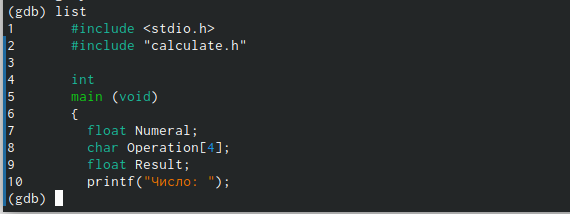 (gdb) list
1 #include <stdio.h>
2 #include "calculate.h"
3
4 int
5 main (void)
6 {
7 float Numeral;
8 char Operation[4];
9 float Result;
10 printf("Число: ");
(gdb)